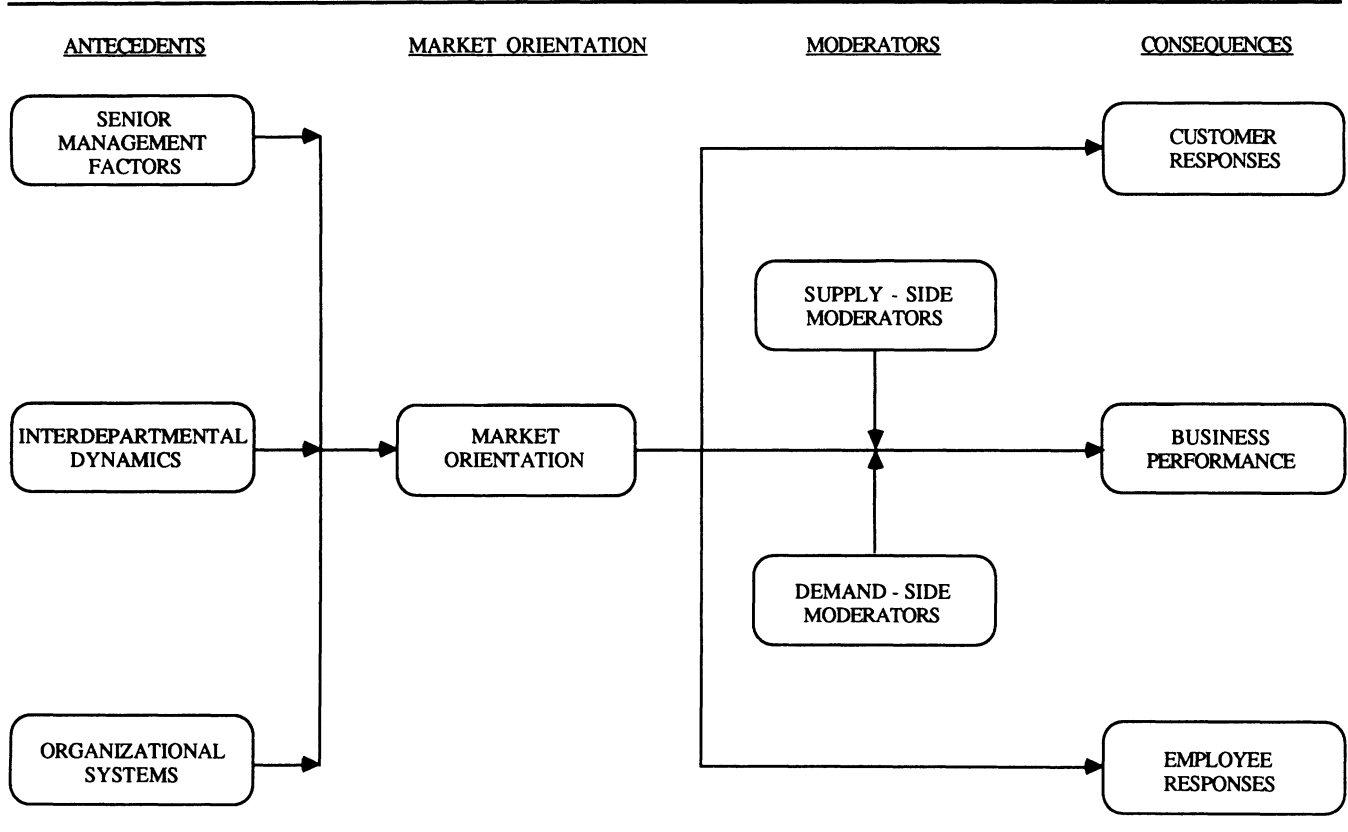 ANTECEDENTS
MARKET ORIENTATION
MODERATORS
CONSEQUENCES
SENIOR
MANAGEMENT
FACTORS
CUSTOMER
RESPONSES
SUPPLY - SIDE
MODERATORS
INTERDEPARTMENTAL
DYNAMICS
MARKET
ORIENTATION
BUSINESS
PERFORMANCE
DEMAND - SIDE
MODERATORS
ORGANIZATIONAL
SYSTEMS
EMPLOYEE
RESPONSES